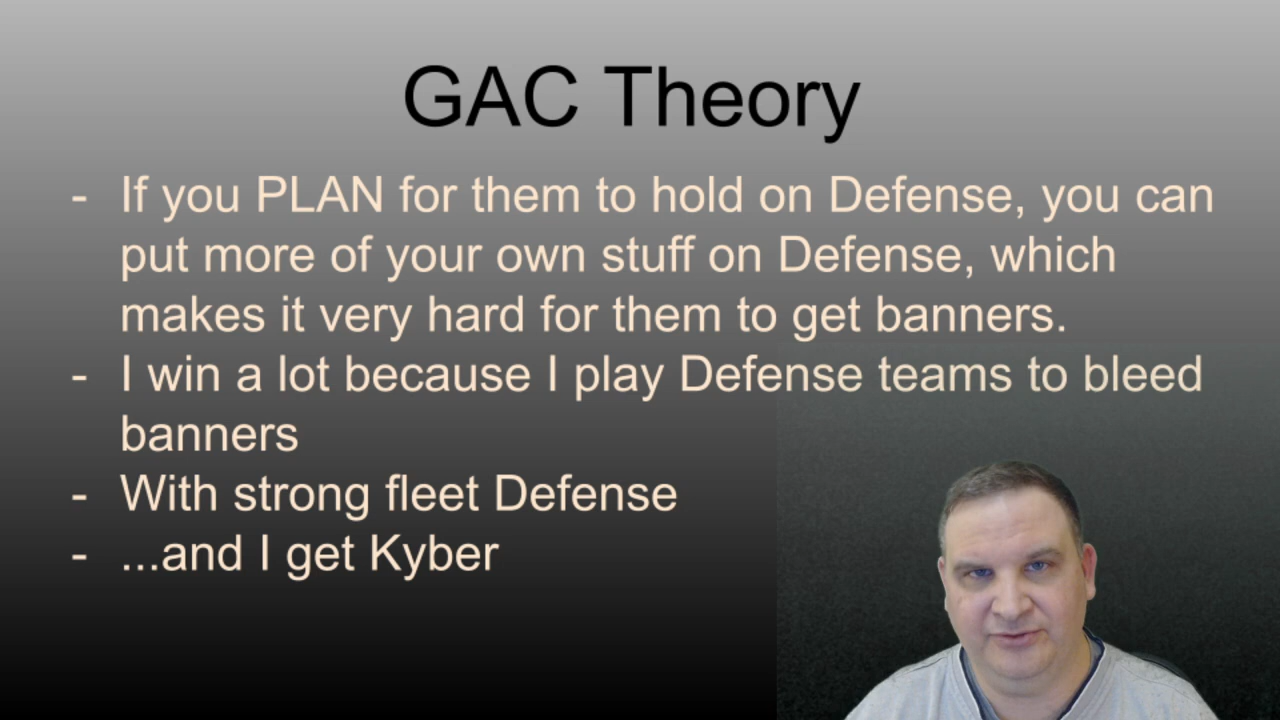 GAC Theory
- If you PLAN for them to hold on Defense, you can
put more of your own stuff on Defense, which
makes it very hard for them to get banners.
- I win a lot because I play Defense teams to bleed
banners
- With strong fleet Defense
- ...and I get Kyber